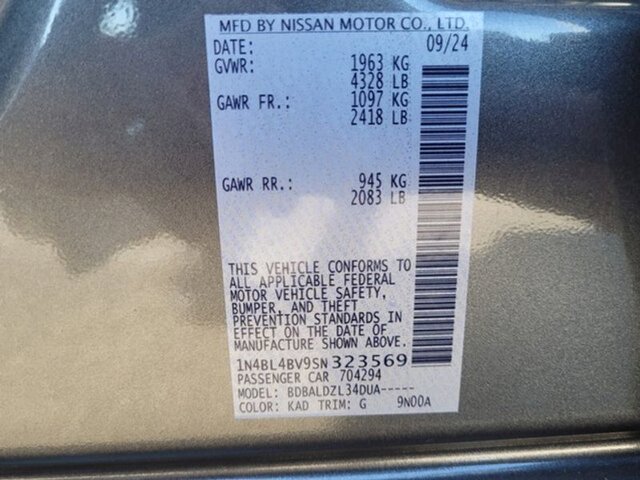 MFD BY NISSAN MOTOR CO., LTD.
DATE: 09/24
GVWR: 1963 KG
4328 LB
GAWR FR.: 1097 KG
2418 LB
GAWR RR.: 945 KG
2083 LB
THIS VEHICLE CONFORMS TO
ALL APPLICABLE FEDERAL
MOTOR VEHICLE SAFETY,
BUMPER, AND THEFT
PREVENTION STANDARDS IN
EFFECT ON THE DATE OF
MANUFACTURE SHOWN ABOVE.
1N4BL4BV9SN323569
PASSENGER CAR 704294
MODEL: BDBALDZL34DUA-----
COLOR: KAD TRIM: G 9N00A